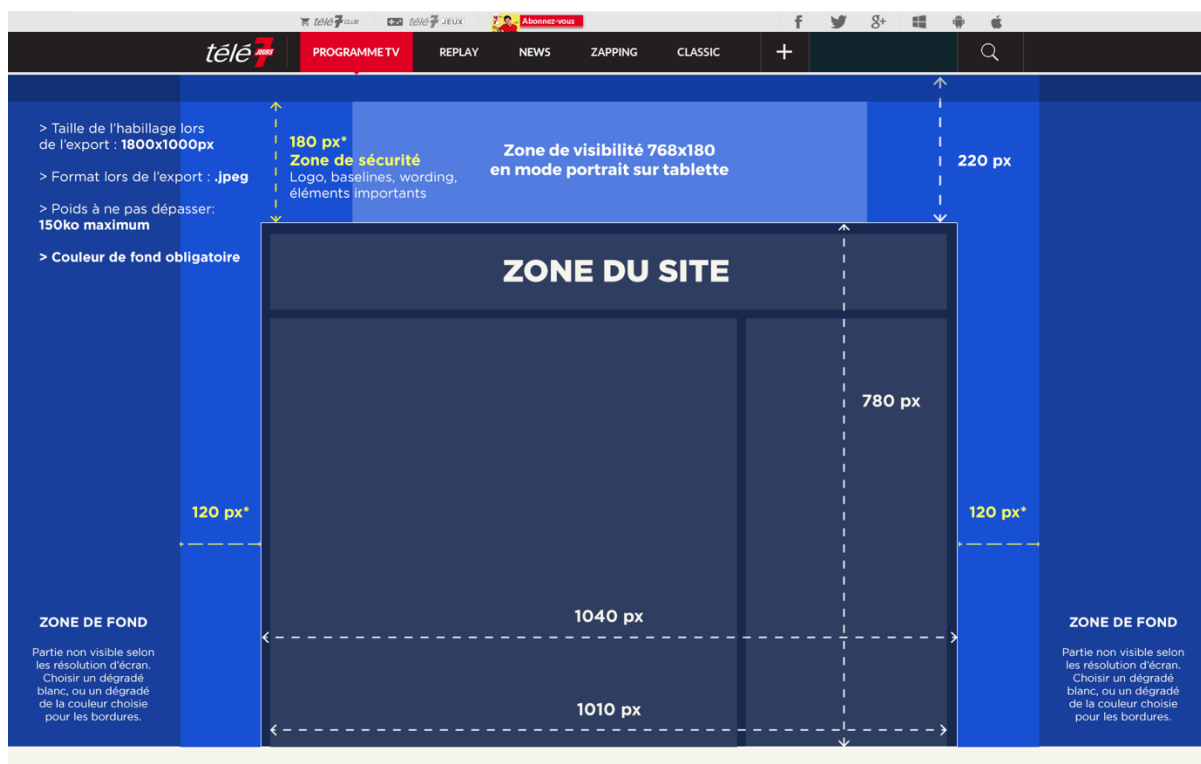 télé 7 CLUB
télé 7 JEUX
Abonnez-vous
télé 7 JOURS
PROGRAMME TV
REPLAY
NEWS
ZAPPING
CLASSIC
> Taille de l'habillage lors
de l'export : 1800x1000px
> Format lors de l'export : .jpeg
> Poids à ne pas dépasser:
150ko maximum
> Couleur de fond obligatoire
180 px*
Zone de sécurité
Logo, baselines, wording,
éléments importants
Zone de visibilité 768x180
en mode portrait sur tablette
220 px
ZONE DU SITE
780 px
120 px*
120 px*
1040 px
1010 px
ZONE DE FOND
Partie non visible selon
les résolution d'écran.
Choisir un dégradé
blanc, ou un dégradé
de la couleur choisie
pour les bordures.
ZONE DE FOND
Partie non visible selon
les résolution d'écran.
Choisir un dégradé
blanc, ou un dégradé
de la couleur choisie
pour les bordures.